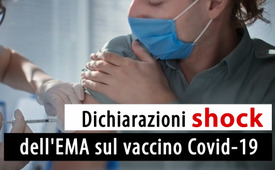 Dichiarazioni shock
dell'EMA sul vaccino Covid-19